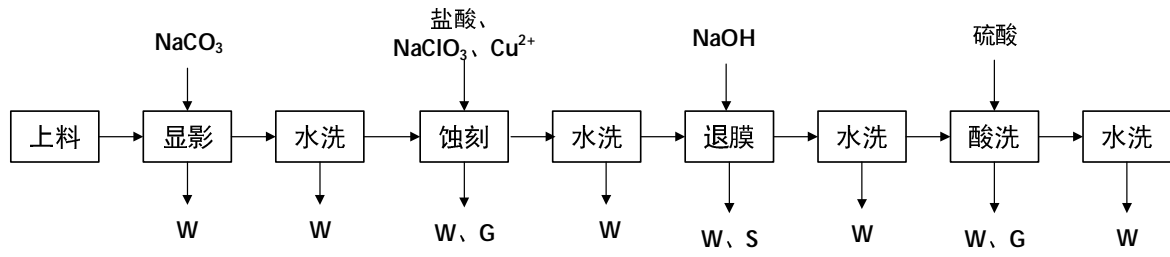 盐酸、
NaCO₃
NaClO₃、Cu²⁺
NaOH
硫酸
上料
显影
水洗
蚀刻
水洗
退膜
水洗
酸洗
水洗
W
W
W、G
W
W、S
W
W、G
W